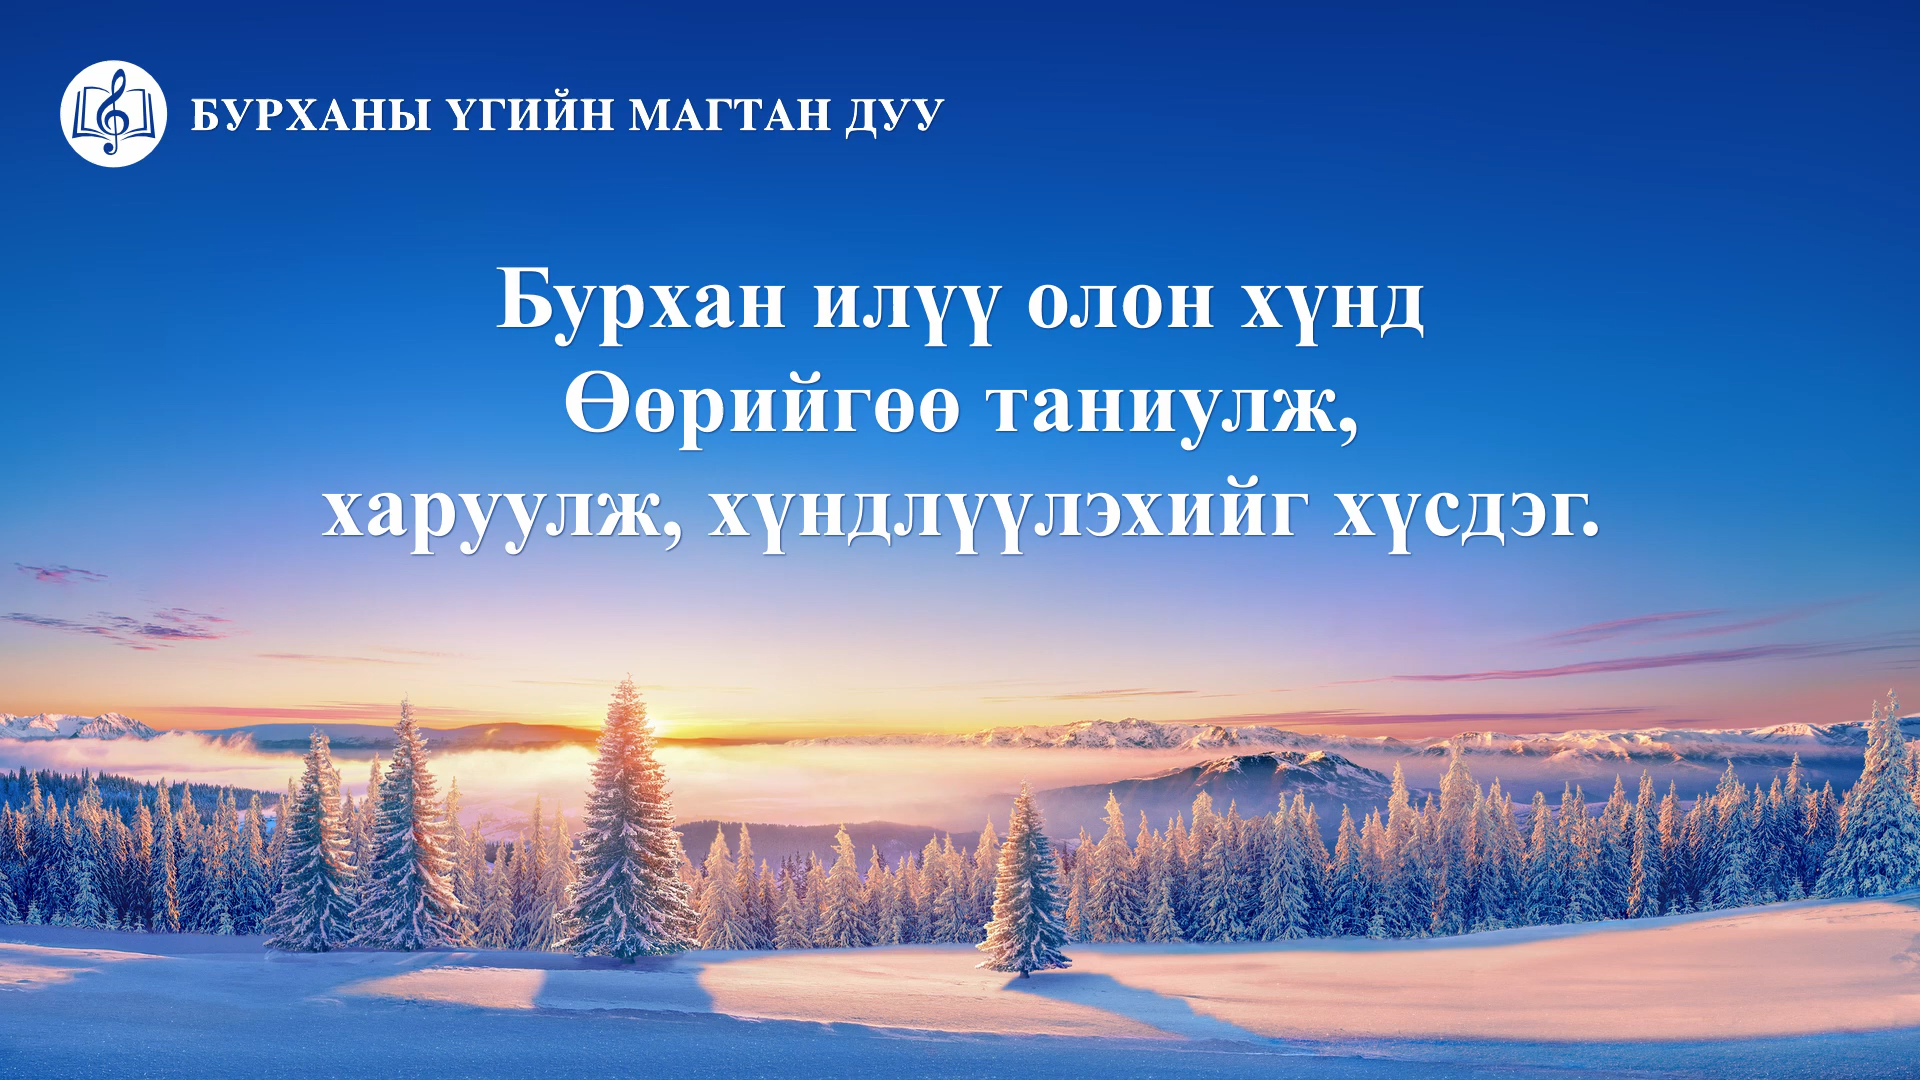 БУРХАНЫ ҮГИЙН МАГТАН ДУУ
Бурхан илүү олон хүнд
Өөрийгөө таниулж,
харуулж, хүндлүүлэхийг хүсдэг.